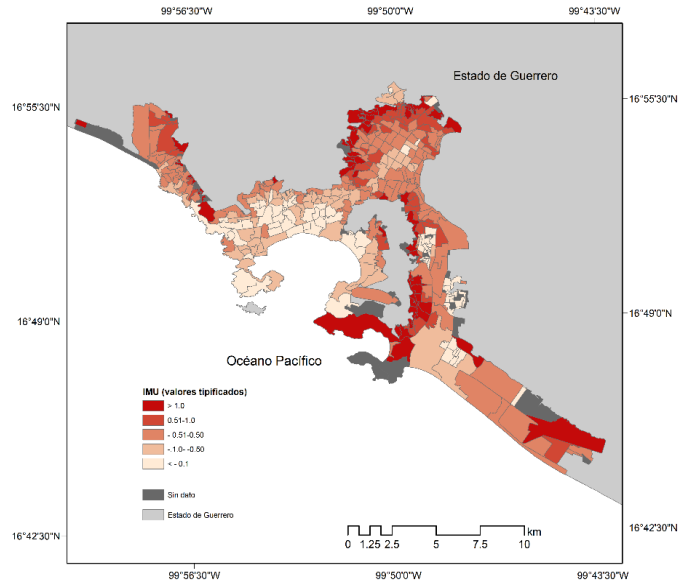 99°56'30"W 99°50'0"W 99°43'30"W
Estado de Guerrero
16°55'30"N 16°55'30"N
16°49'0"N 16°49'0"N
Océano Pacífico
IMU (valores tipificados)
> 1.0
0.51-1.0
- 0.51-0.50
-.1.0- -0.50
< - 0.1
Sin dato
Estado de Guerrero
km
0 1.25 2.5 5 7.5 10
16°42'30"N 16°42'30"N
99°56'30"W 99°50'0"W 99°43'30"W